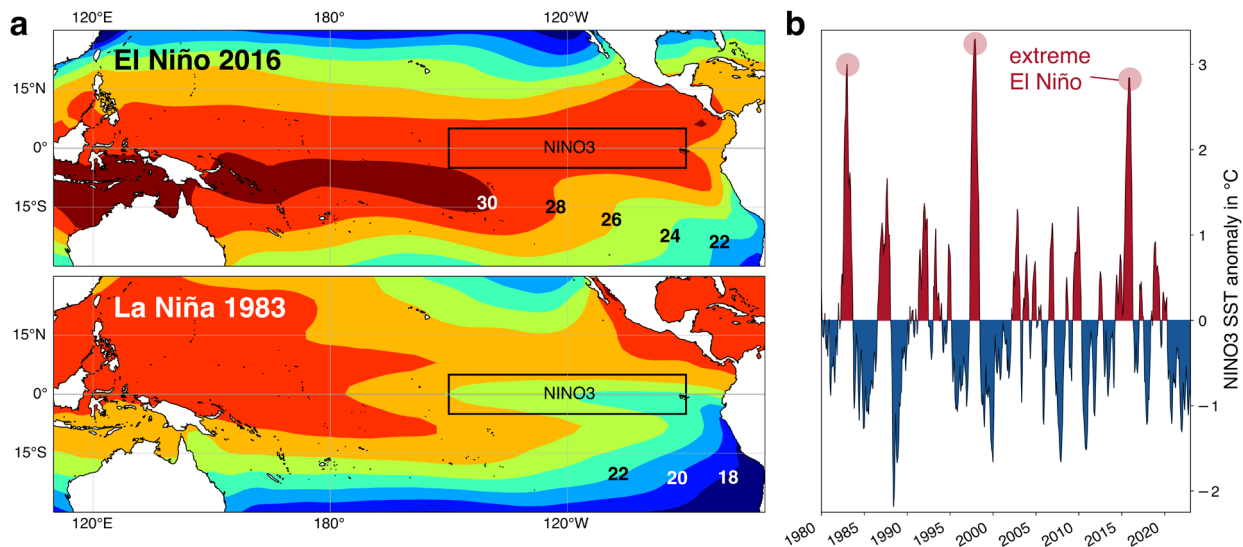 a
120°E
180°
120°W
El Niño 2016
15°N
0°
15°S
NINO3
30
28
26
24
22
La Niña 1983
15°N
0°
15°S
NINO3
22
20
18
120°E
180°
120°W
b
extreme
El Niño
3
2
1
0
−1
−2
NINO3 SST anomaly in °C
1980
1985
1990
1995
2000
2005
2010
2015
2020